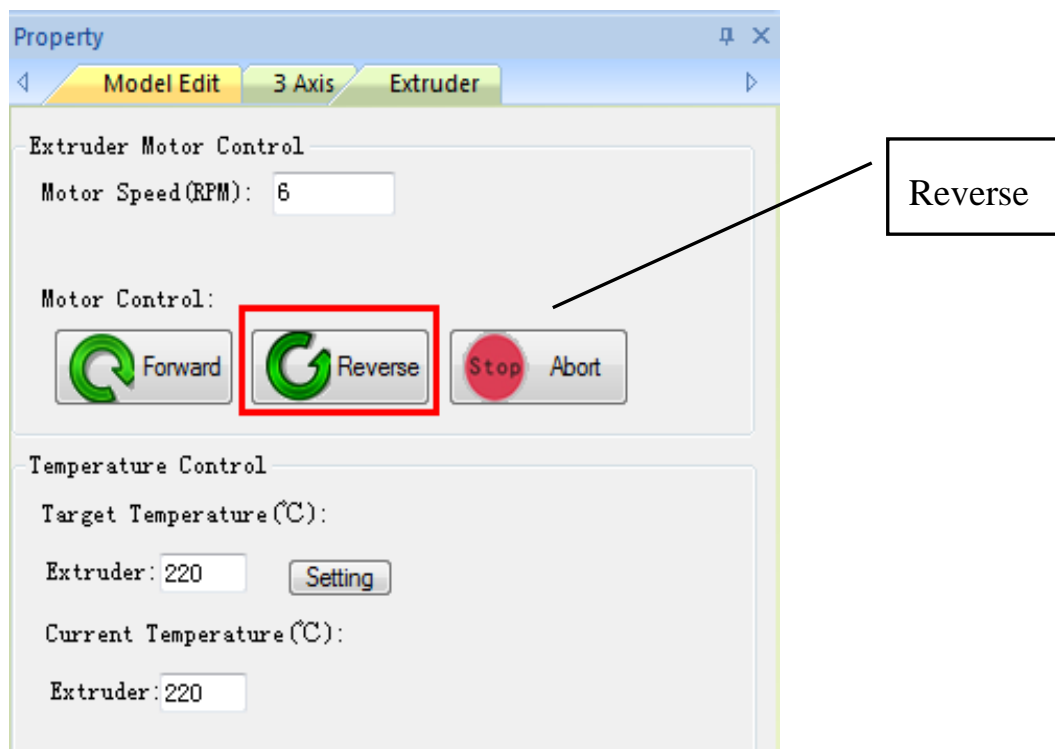 Property
Model Edit 3 Axis Extruder
Extruder Motor Control
Motor Speed(RPM): 6
Reverse
Motor Control:
Forward Reverse Stop Abort
Temperature Control
Target Temperature(℃):
Extruder: 220 Setting
Current Temperature(℃):
Extruder: 220